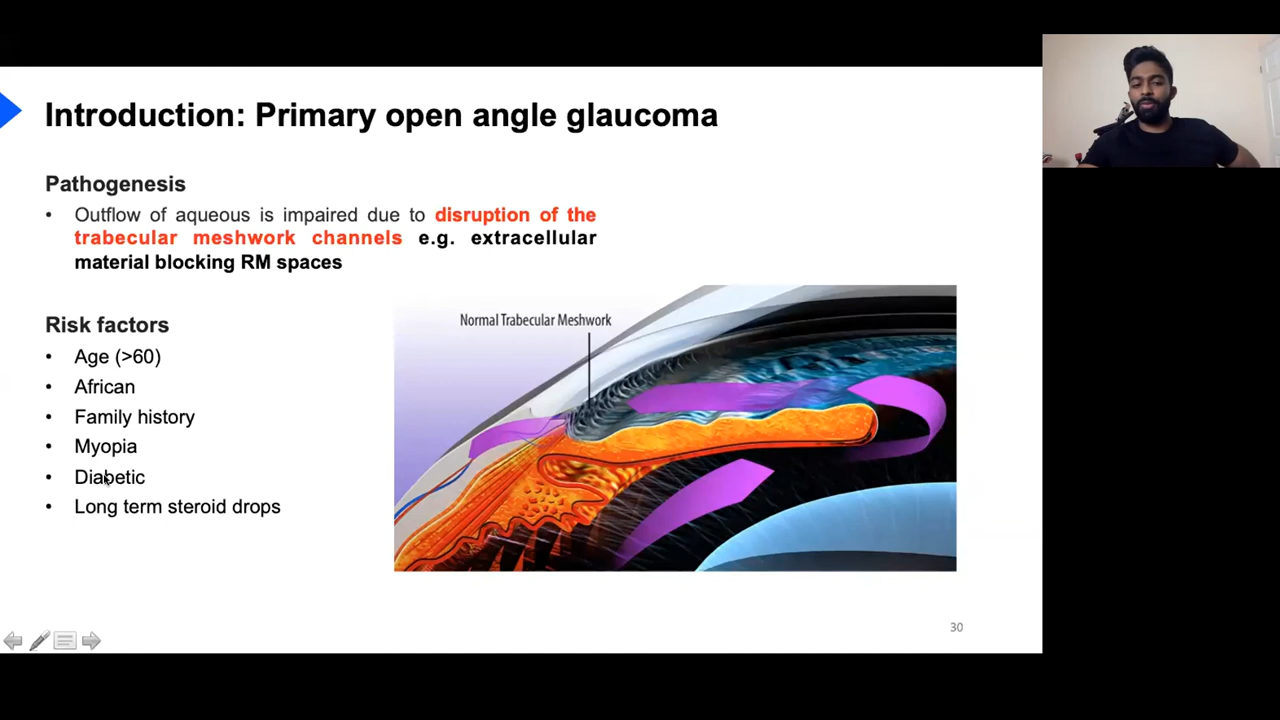 Introduction: Primary open angle glaucoma
Pathogenesis
• Outflow of aqueous is impaired due to disruption of the
trabecular meshwork channels e.g. extracellular
material blocking RM spaces
Risk factors
• Age (>60)
• African
• Family history
• Myopia
• Diabetic
• Long term steroid drops
Normal Trabecular Meshwork
30